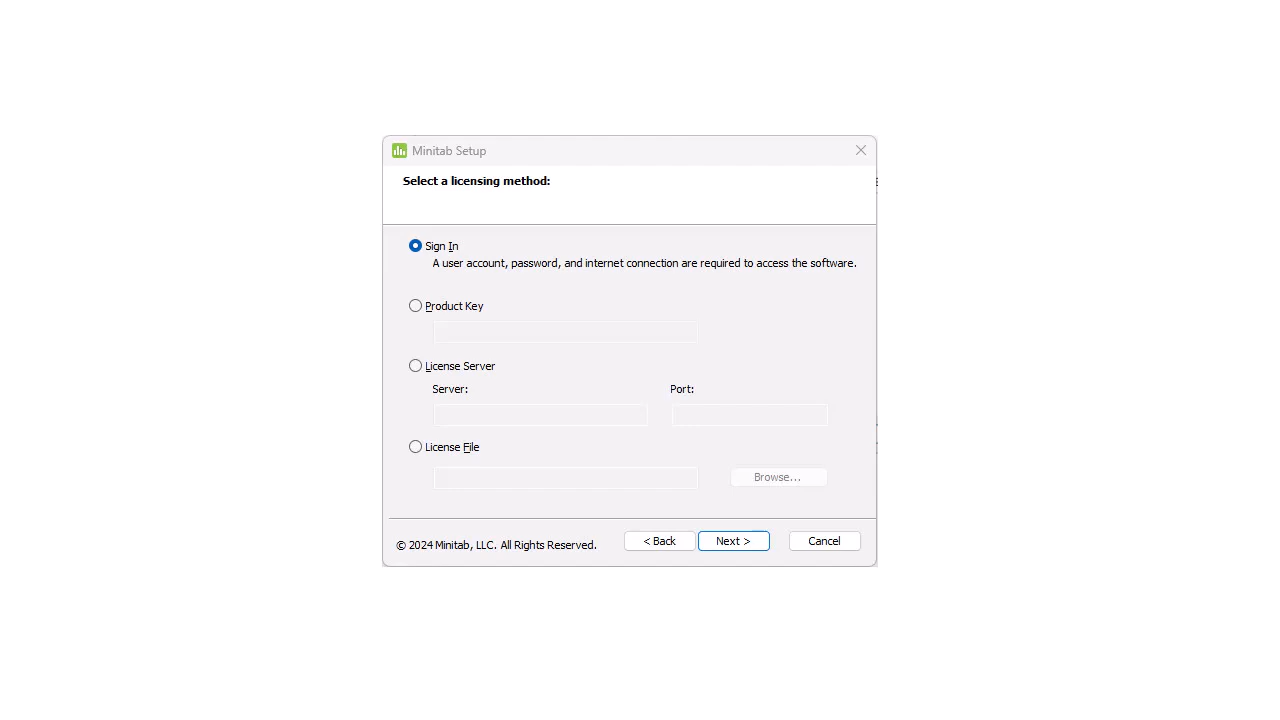 Minitab Setup
Select a licensing method:
Sign In
A user account, password, and internet connection are required to access the software.
Product Key
License Server
Server: Port:
License File
Browse...
© 2024 Minitab, LLC. All Rights Reserved. < Back Next > Cancel